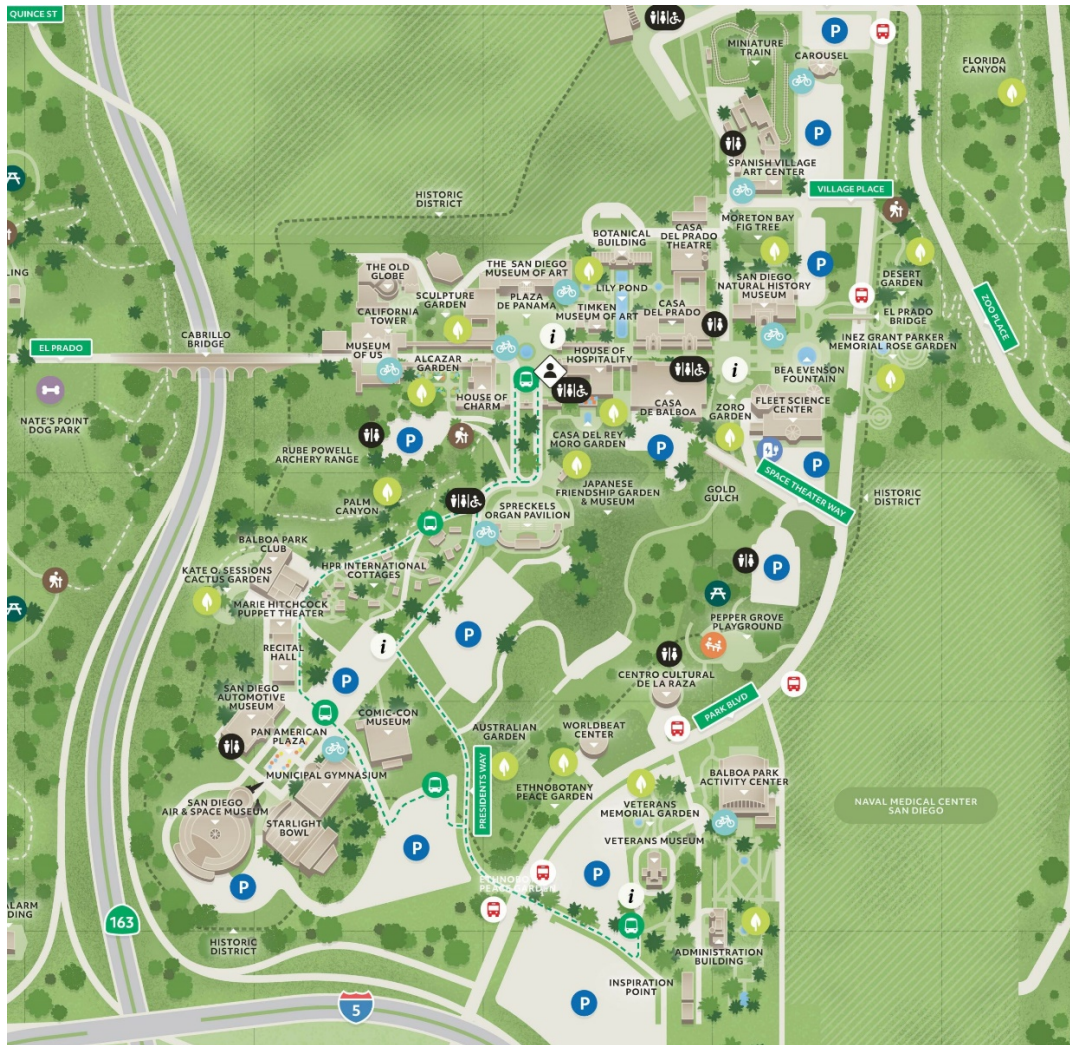 QUINCE ST
MINIATURE
TRAIN
CAROUSEL
FLORIDA
CANYON
SPANISH VILLAGE
ART CENTER
VILLAGE PLACE
HISTORIC
DISTRICT
BOTANICAL
BUILDING
CASA
DEL PRADO
THEATRE
MORETON BAY
FIG TREE
THE OLD
GLOBE
THE SAN DIEGO
MUSEUM OF ART
LILY POND
SAN DIEGO
NATURAL HISTORY
MUSEUM
DESERT
GARDEN
LING
SCULPTURE
GARDEN
PLAZA
DE PANAMA
TIMKEN
MUSEUM OF ART
CASA
DEL PRADO
EL PRADO
BRIDGE
ZOO PLACE
CALIFORNIA
TOWER
CABRILLO
BRIDGE
EL PRADO
MUSEUM
OF US
ALCAZAR
GARDEN
HOUSE OF
HOSPITALITY
INEZ GRANT PARKER
MEMORIAL ROSE GARDEN
BEA EVENSON
FOUNTAIN
NATE'S POINT
DOG PARK
HOUSE OF
CHARM
CASA
DE BALBOA
ZORO
GARDEN
FLEET SCIENCE
CENTER
RUBE POWELL
ARCHERY RANGE
CASA DEL REY
MORO GARDEN
SPACE THEATER WAY
PALM
CANYON
JAPANESE
FRIENDSHIP GARDEN
& MUSEUM
GOLD
GULCH
HISTORIC
DISTRICT
SPRECKELS
ORGAN PAVILION
BALBOA PARK
CLUB
KATE O. SESSIONS
CACTUS GARDEN
HPR INTERNATIONAL
COTTAGES
MARIE HITCHCOCK
PUPPET THEATER
PEPPER GROVE
PLAYGROUND
RECITAL
HALL
CENTRO CULTURAL
DE LA RAZA
SAN DIEGO
AUTOMOTIVE
MUSEUM
COMIC-CON
MUSEUM
PARK BLVD
PAN AMERICAN
PLAZA
AUSTRALIAN
GARDEN
WORLDBEAT
CENTER
MUNICIPAL GYMNASIUM
PRESIDENTS WAY
ETHNOBOTANY
PEACE GARDEN
BALBOA PARK
ACTIVITY CENTER
SAN DIEGO
AIR & SPACE MUSEUM
STARLIGHT
BOWL
VETERANS
MEMORIAL GARDEN
NAVAL MEDICAL CENTER
SAN DIEGO
VETERANS MUSEUM
ALARM
DING
163
HISTORIC
DISTRICT
ADMINISTRATION
BUILDING
INSPIRATION
POINT
5
P
P
P
P
P
P
P
P
P
P
P
P
P
i
i
i
i